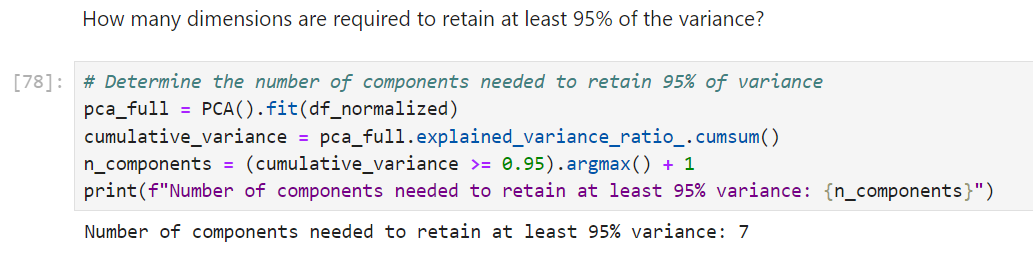 How many dimensions are required to retain at least 95% of the variance?
[78]: # Determine the number of components needed to retain 95% of variance
pca_full = PCA().fit(df_normalized)
cumulative_variance = pca_full.explained_variance_ratio_.cumsum()
n_components = (cumulative_variance >= 0.95).argmax() + 1
print(f"Number of components needed to retain at least 95% variance: {n_components}")
Number of components needed to retain at least 95% variance: 7